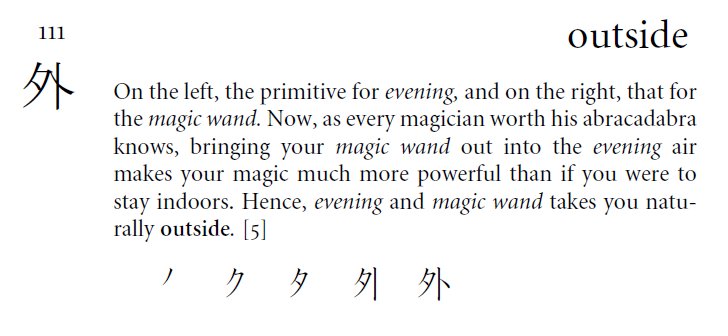 111
outside
外
On the left, the primitive for evening, and on the right, that for
the magic wand. Now, as every magician worth his abracadabra
knows, bringing your magic wand out into the evening air
makes your magic much more powerful than if you were to
stay indoors. Hence, evening and magic wand takes you natu-
rally outside. [5]
㇒ ク タ 列 外